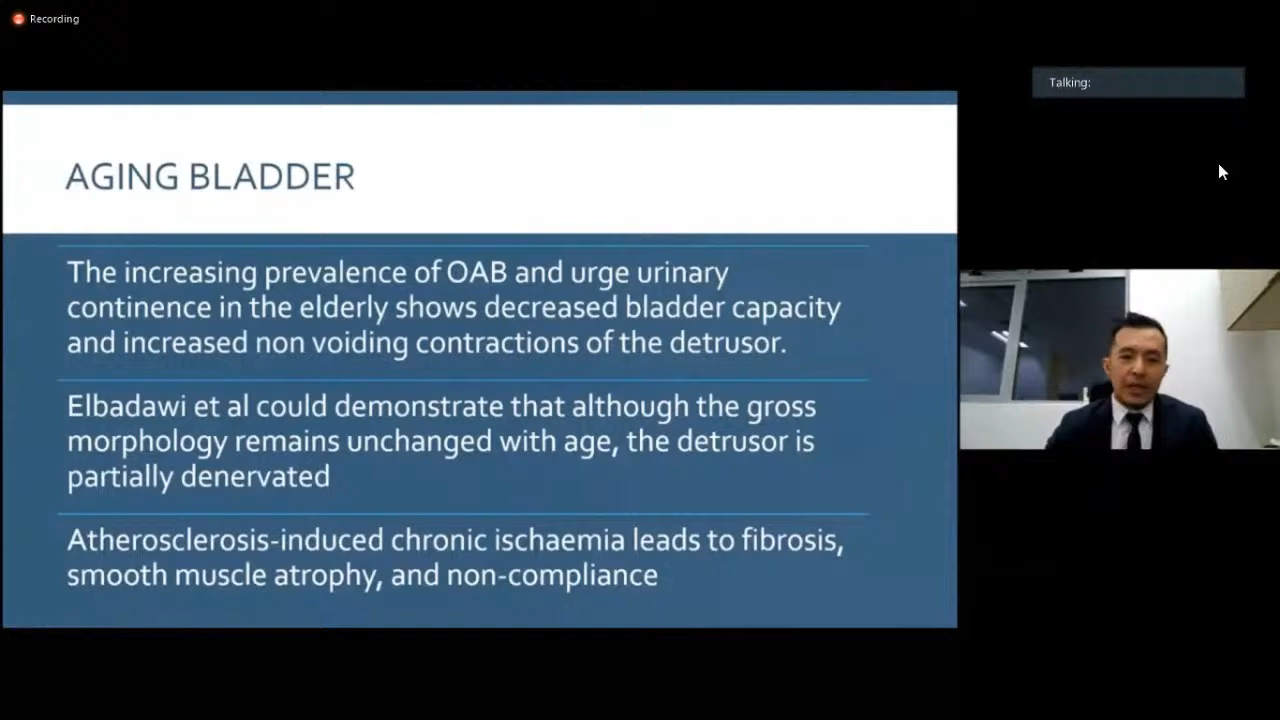 Recording
Talking:
AGING BLADDER
The increasing prevalence of OAB and urge urinary
continence in the elderly shows decreased bladder capacity
and increased non voiding contractions of the detrusor.
Elbadawi et al could demonstrate that although the gross
morphology remains unchanged with age, the detrusor is
partially denervated
Atherosclerosis-induced chronic ischaemia leads to fibrosis,
smooth muscle atrophy, and non-compliance